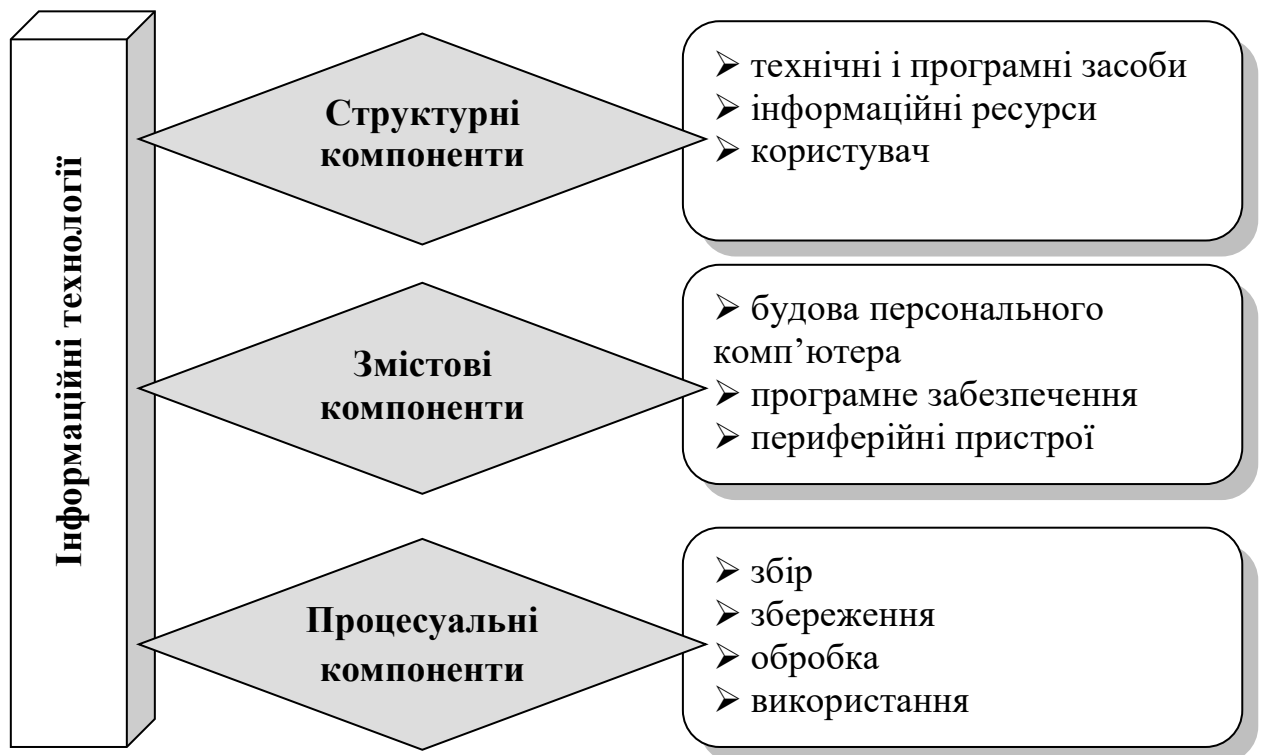 Інформаційні технології
Структурні
компоненти
➢ технічні і програмні засоби
➢ інформаційні ресурси
➢ користувач
Змістові
компоненти
➢ будова персонального
комп’ютера
➢ програмне забезпечення
➢ периферійні пристрої
Процесуальні
компоненти
➢ збір
➢ збереження
➢ обробка
➢ використання